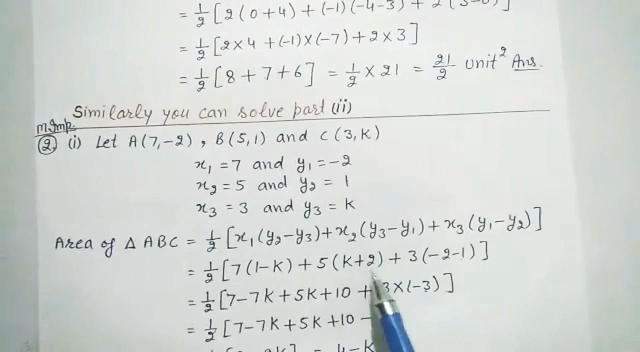 = 1/2 [2(0+4) + (-1)(-4-3) + 2(3-0)]
= 1/2 [2×4 + (-1)×(-7) + 2×3]
= 1/2 [8+7+6] = 1/2 × 21 = 21/2 Unit² Ans.
Similarly you can solve part (ii)
m.Imp.
② (i) Let A(7,-2), B(5,1) and C(3,K)
x₁ = 7 and y₁ = -2
x₂ = 5 and y₂ = 1
x₃ = 3 and y₃ = K
Area of △ ABC = 1/2 [x₁(y₂-y₃)+x₂(y₃-y₁)+x₃(y₁-y₂)]
= 1/2 [7(1-K) + 5(K+2) + 3(-2-1)]
= 1/2 [7-7K+5K+10 + 3×(-3)]
= 1/2 [7-7K+5K+10 -
= 4-K